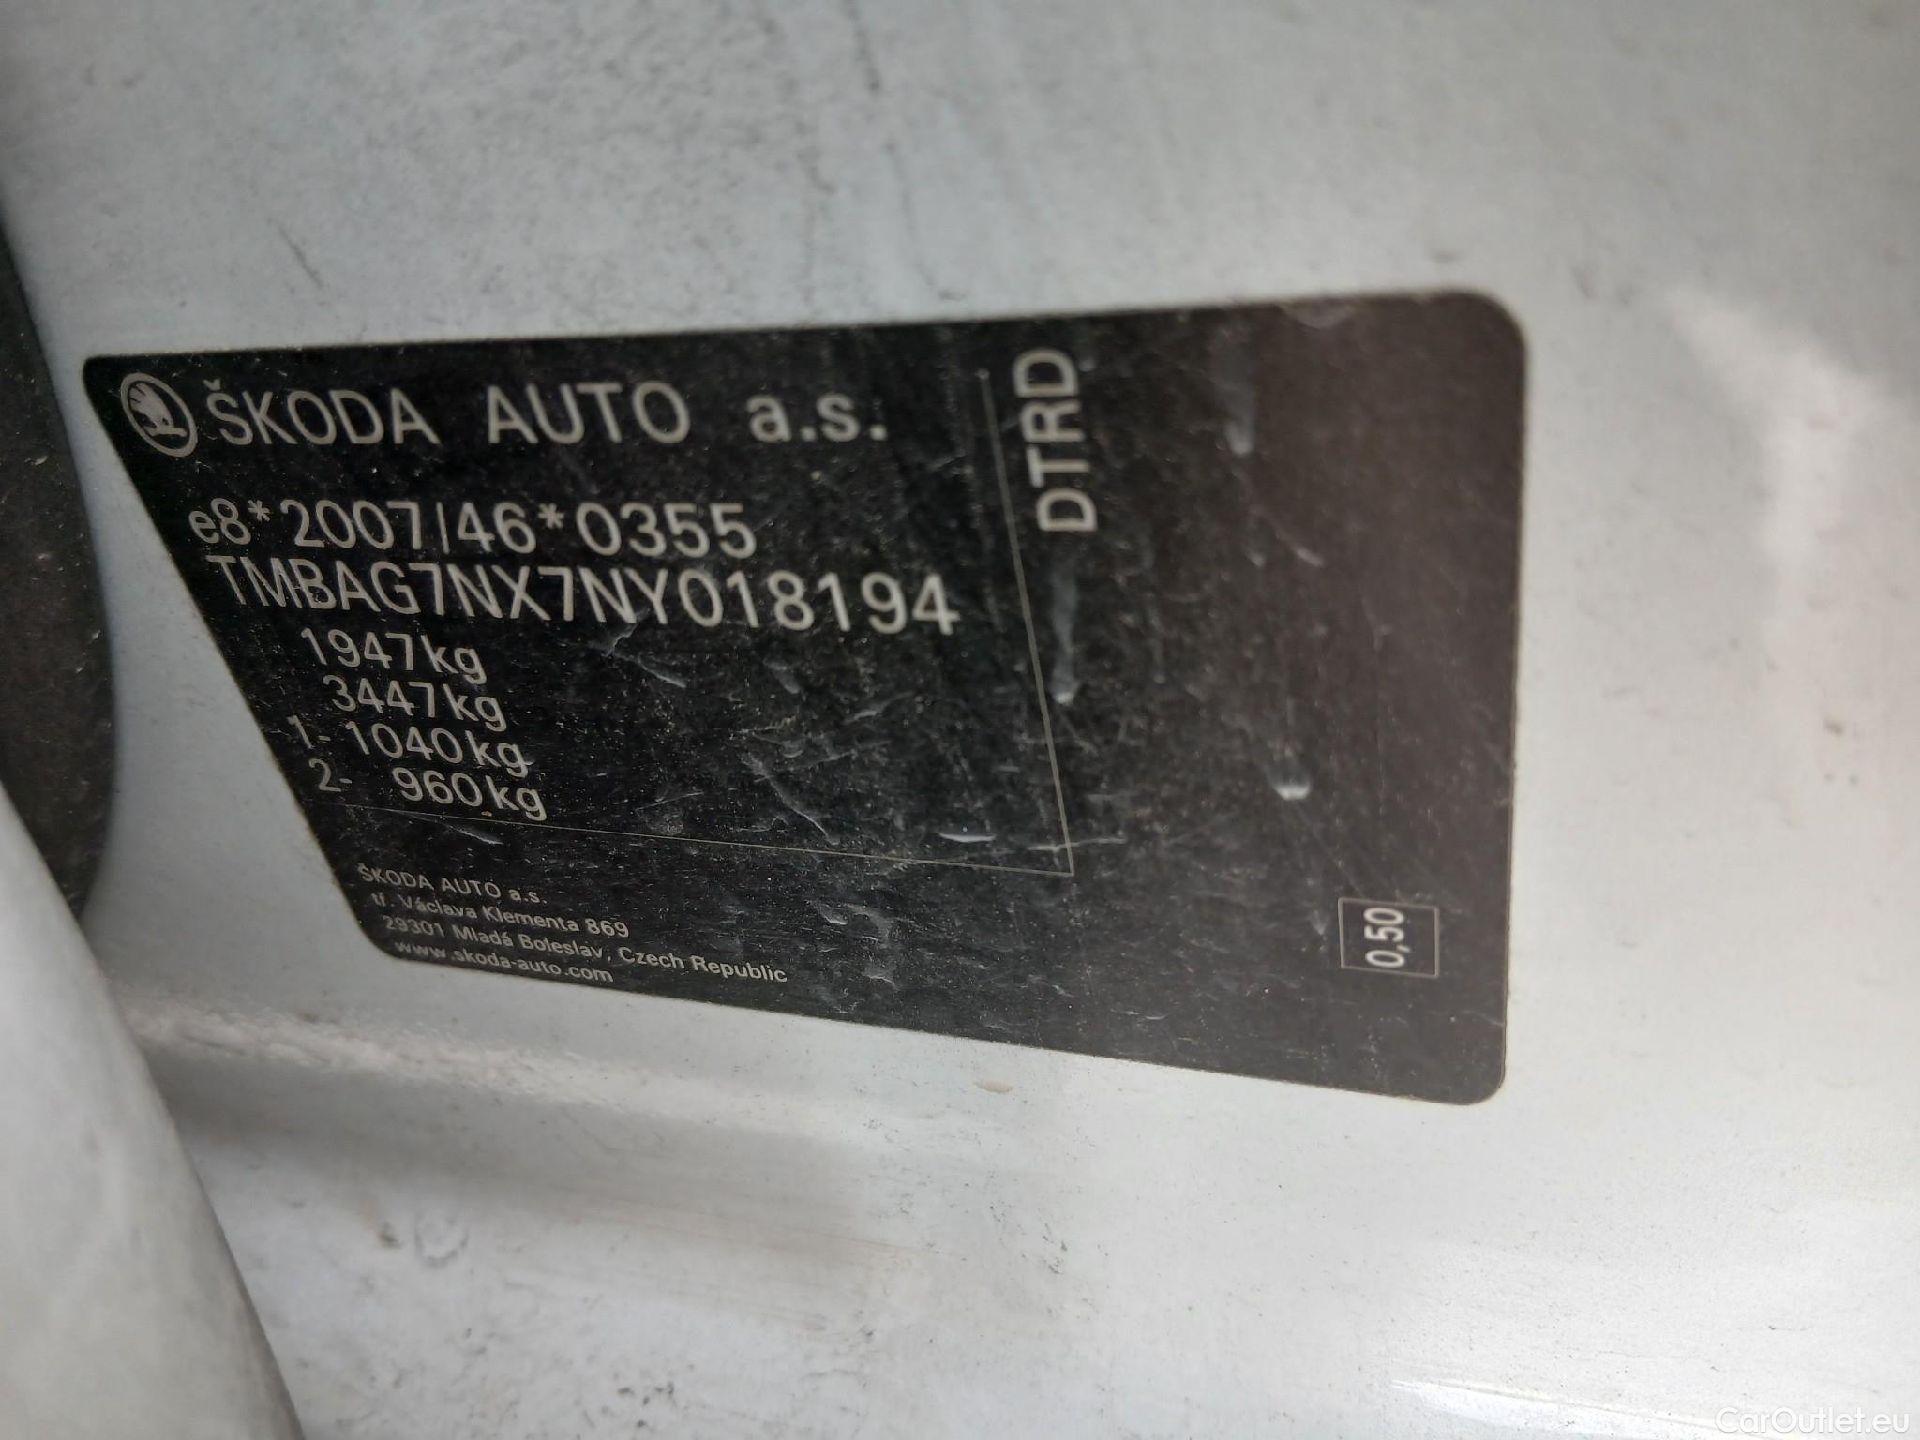 ŠKODA AUTO a.s.
e8*2007/46*0355
TMBAG7NX7NY018194
1947kg
3447kg
1- 1040kg
2- 960kg
DTRD
ŠKODA AUTO a.s.
tř. Václava Klementa 869
29301 Mladá Boleslav, Czech Republic
www.skoda-auto.com
0,50
CarOutlet.eu